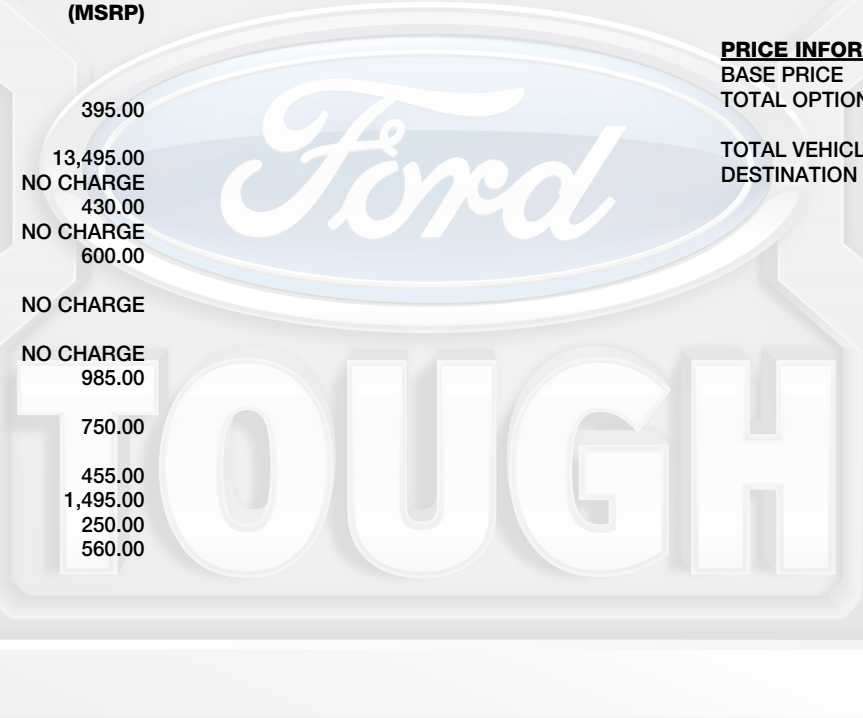 (MSRP)
395.00
13,495.00
NO CHARGE
430.00
NO CHARGE
600.00
NO CHARGE
NO CHARGE
985.00
750.00
455.00
1,495.00
250.00
560.00
PRICE INFOR
BASE PRICE
TOTAL OPTION
TOTAL VEHICL
DESTINATION
Ford
TOUGH